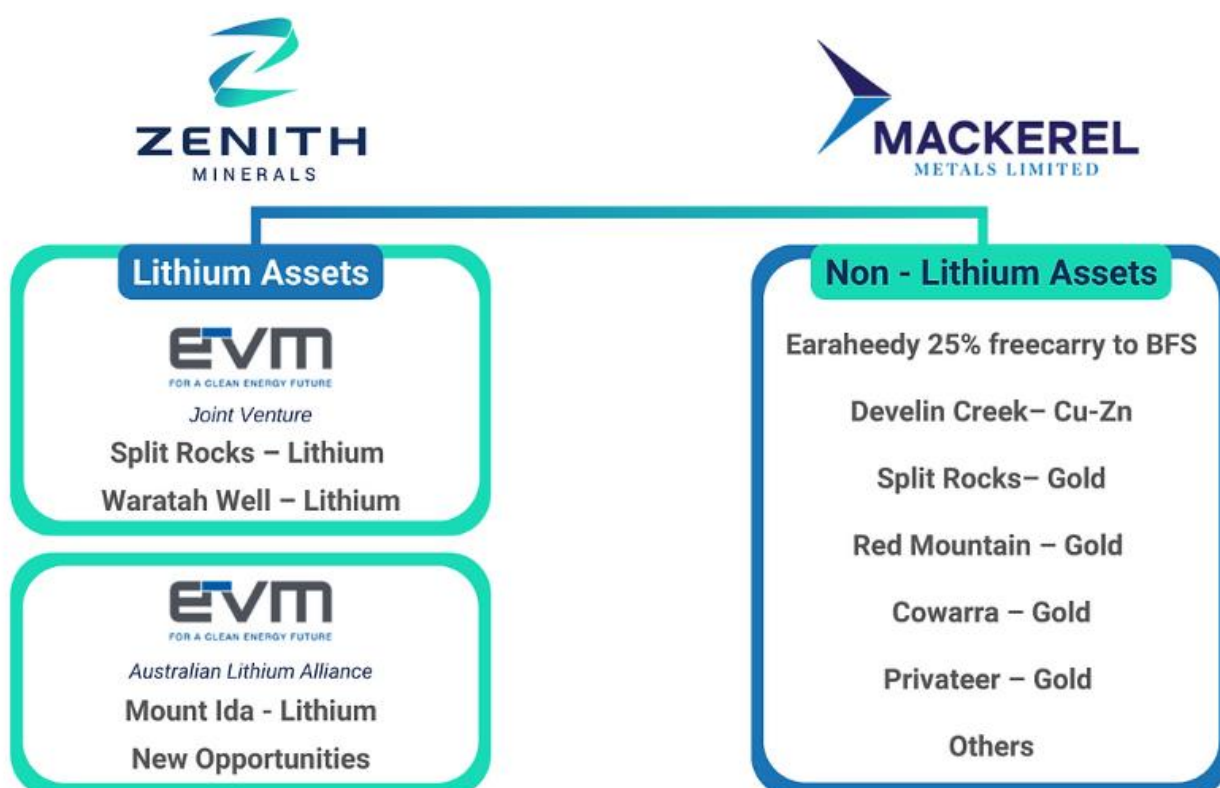 ZENITH
MINERALS
MACKEREL
METALS LIMITED
Lithium Assets
EVM
FOR A CLEAN ENERGY FUTURE
Joint Venture
Split Rocks – Lithium
Waratah Well – Lithium
EVM
FOR A CLEAN ENERGY FUTURE
Australian Lithium Alliance
Mount Ida - Lithium
New Opportunities
Non - Lithium Assets
Earaheedy 25% freecarry to BFS
Develin Creek– Cu-Zn
Split Rocks– Gold
Red Mountain – Gold
Cowarra – Gold
Privateer – Gold
Others